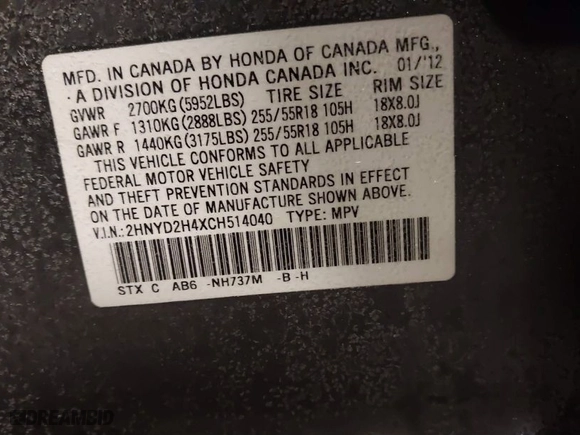 MFD. IN CANADA BY HONDA OF CANADA MFG.,
A DIVISION OF HONDA CANADA INC. 01/'12
GVWR 2700KG(5952LBS) TIRE SIZE RIM SIZE
GAWR F 1310KG(2888LBS) 255/55R18 105H 18X8.0J
GAWR R 1440KG(3175LBS) 255/55R18 105H 18X8.0J
THIS VEHICLE CONFORMS TO ALL APPLICABLE
FEDERAL MOTOR VEHICLE SAFETY
AND THEFT PREVENTION STANDARDS IN EFFECT
ON THE DATE OF MANUFACTURE SHOWN ABOVE.
V.I.N.:2HNYD2H4XCH514040 TYPE: MPV
STX C AB6 -NH737M -B -H
©DREAMBID